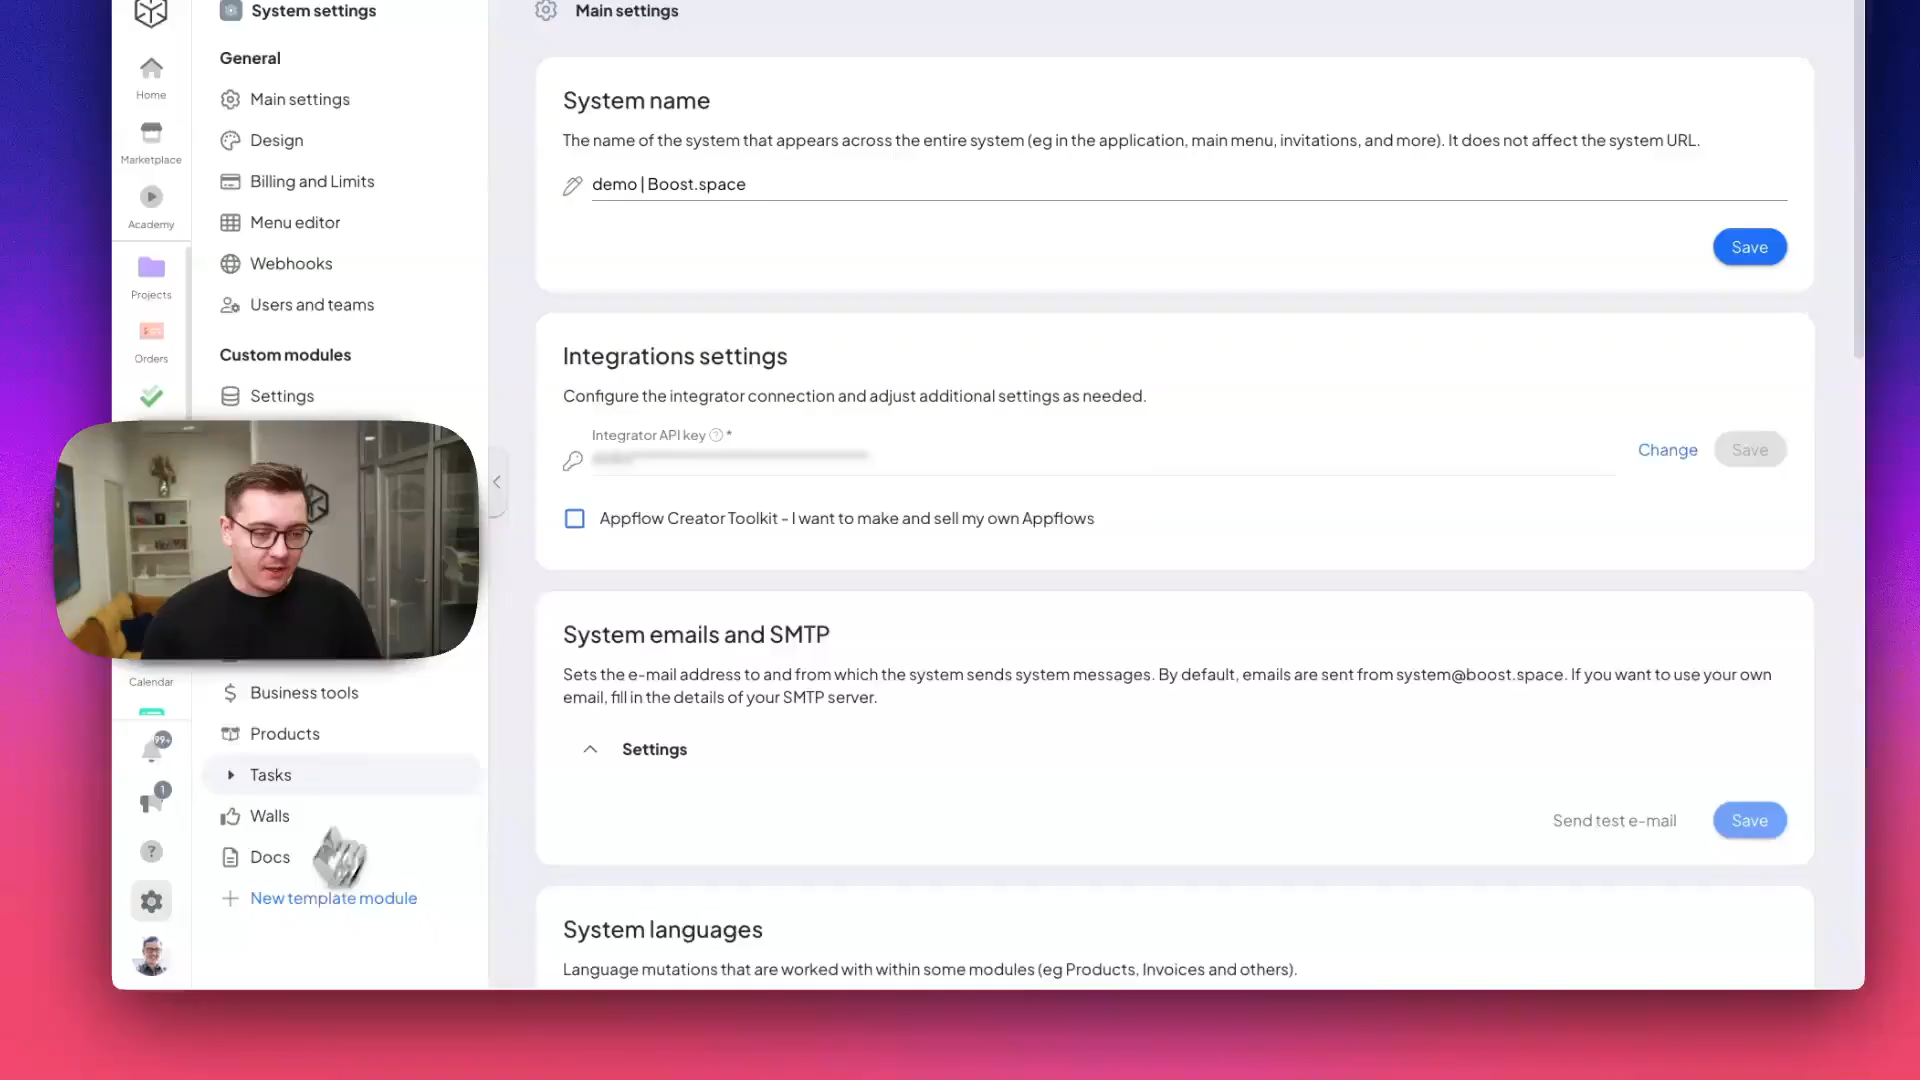 System settings
Main settings
General
Home
Main settings
Design
Marketplace
Billing and Limits
Academy
Menu editor
Webhooks
Projects
Users and teams
Orders
Custom modules
Settings
System name
The name of the system that appears across the entire system (eg in the application, main menu, invitations, and more). It does not affect the system URL.
demo | Boost.space
Save
Integrations settings
Configure the integrator connection and adjust additional settings as needed.
Integrator API key ? *
Change
Save
Appflow Creator Toolkit - I want to make and sell my own Appflows
System emails and SMTP
Sets the e-mail address to and from which the system sends system messages. By default, emails are sent from system@boost.space. If you want to use your own
email, fill in the details of your SMTP server.
Settings
Send test e-mail
Save
System languages
Language mutations that are worked with within some modules (eg Products, Invoices and others).
Calendar
Business tools
Products
99+
Tasks
1
Walls
?
Docs
New template module